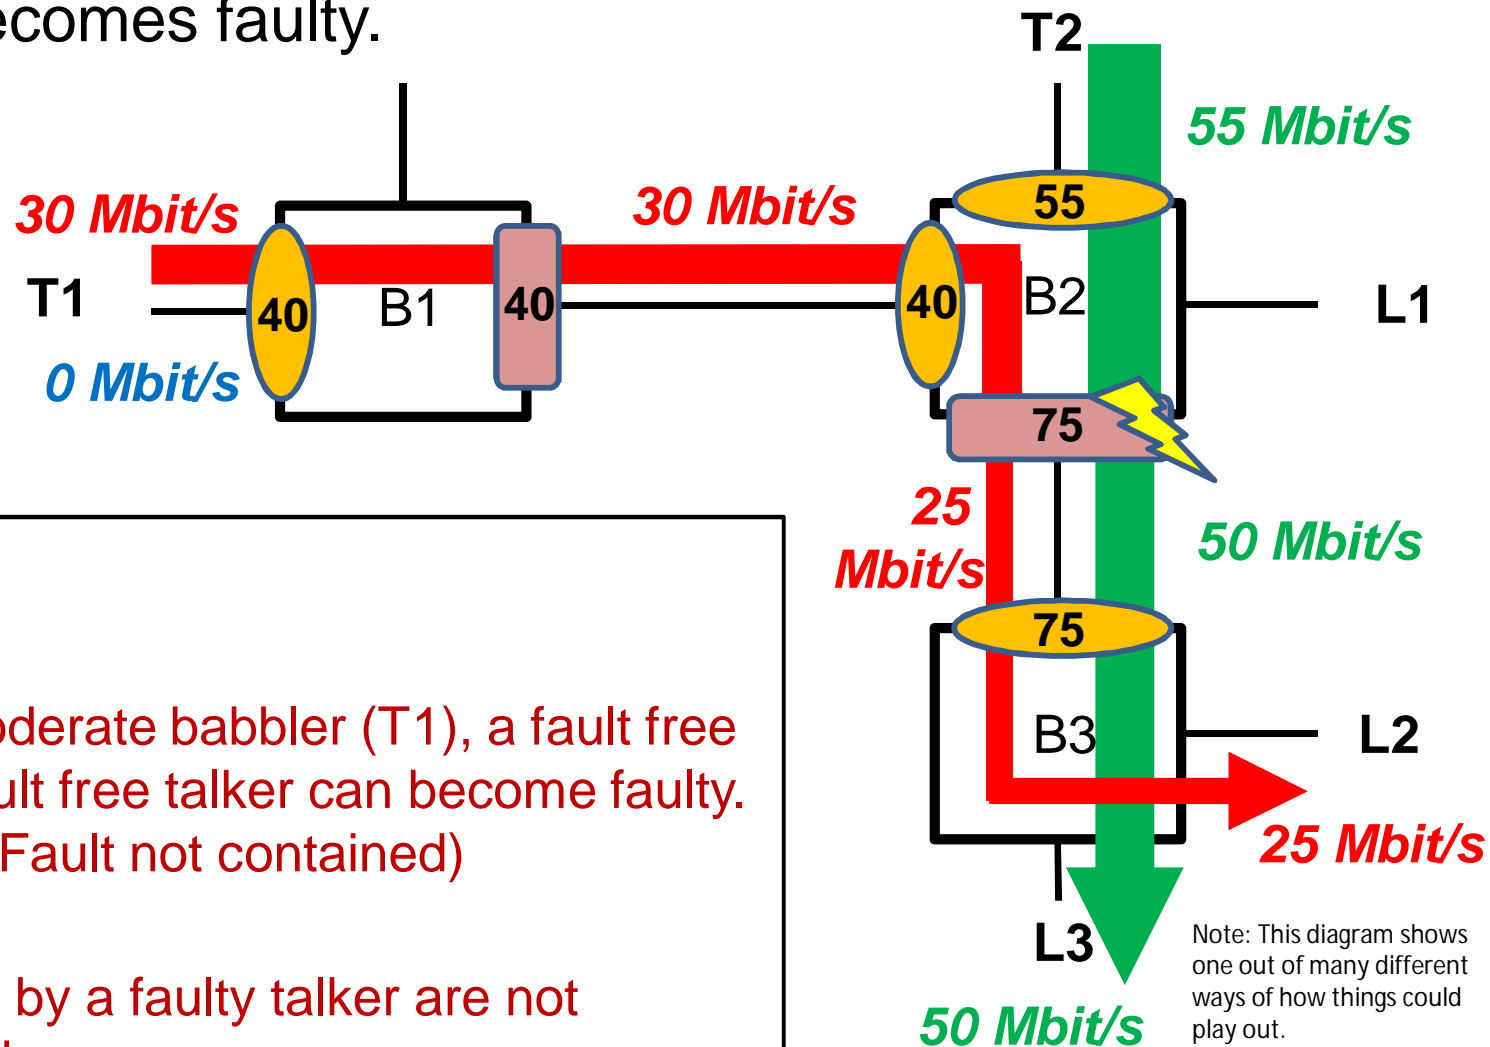 ecomes faulty.
T2
55 Mbit/s
30 Mbit/s
30 Mbit/s
55
T1
40
B1
40
40
B2
L1
0 Mbit/s
75
25
Mbit/s
50 Mbit/s
75
oderate babbler (T1), a fault free
ult free talker can become faulty.
Fault not contained)
B3
L2
25 Mbit/s
L3
by a faulty talker are not
50 Mbit/s
Note: This diagram shows
one out of many different
ways of how things could
play out.